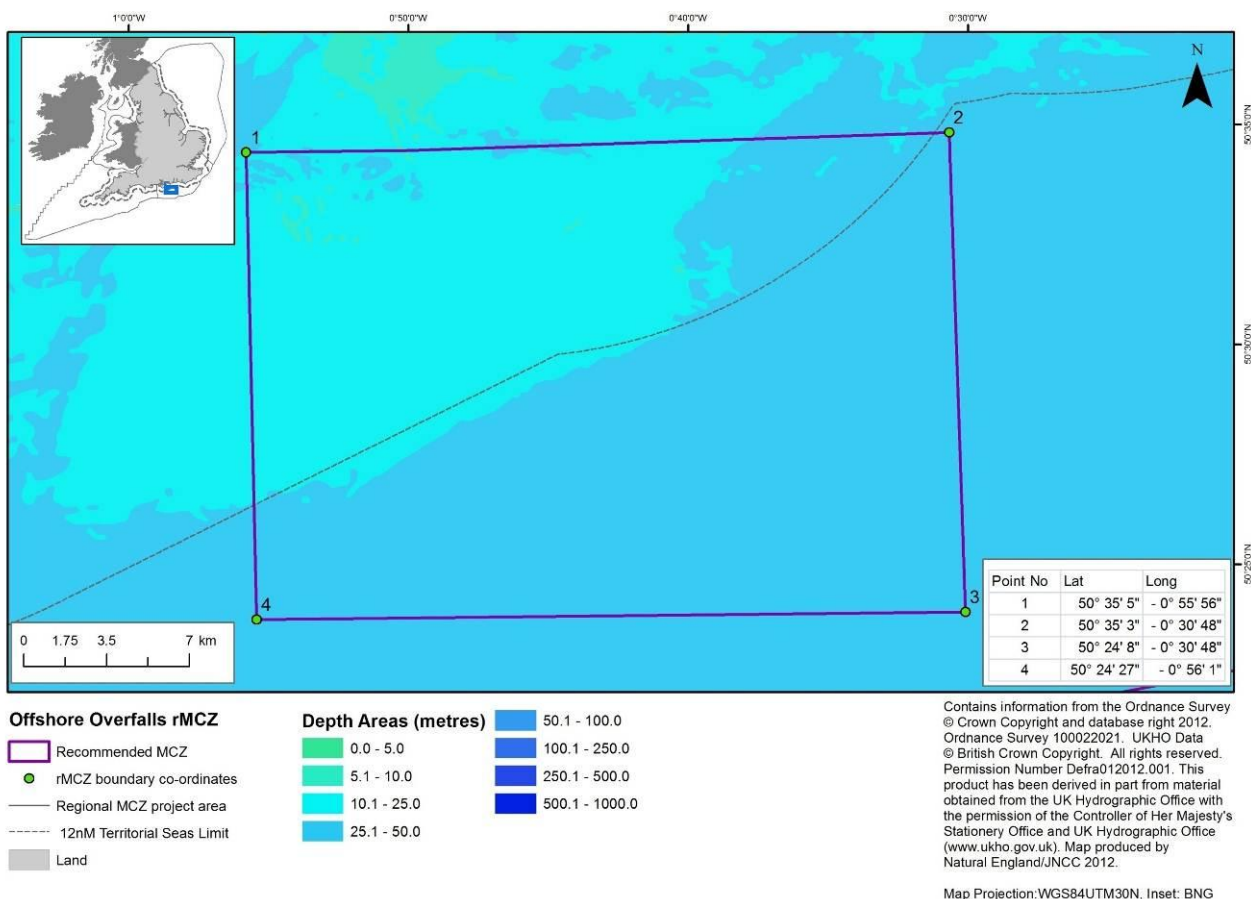 1°0'0"W
0°50'0"W
0°40'0"W
0°30'0"W
N
50°35'0"N
50°30'0"N
50°25'0"N
1
2
3
4
0 1.75 3.5 7 km
Point No Lat Long
1 50° 35' 5" - 0° 55' 56"
2 50° 35' 3" - 0° 30' 48"
3 50° 24' 8" - 0° 30' 48"
4 50° 24' 27" - 0° 56' 1"
Offshore Overfalls rMCZ
Recommended MCZ
rMCZ boundary co-ordinates
Regional MCZ project area
12nM Territorial Seas Limit
Land
Depth Areas (metres)
0.0 - 5.0
5.1 - 10.0
10.1 - 25.0
25.1 - 50.0
50.1 - 100.0
100.1 - 250.0
250.1 - 500.0
500.1 - 1000.0
Contains information from the Ordnance Survey
© Crown Copyright and database right 2012.
Ordnance Survey 100022021. UKHO Data
© British Crown Copyright. All rights reserved.
Permission Number Defra012012.001. This
product has been derived in part from material
obtained from the UK Hydrographic Office with
the permission of the Controller of Her Majesty's
Stationery Office and UK Hydrographic Office
(www.ukho.gov.uk). Map produced by
Natural England/JNCC 2012.
Map Projection:WGS84UTM30N. Inset: BNG